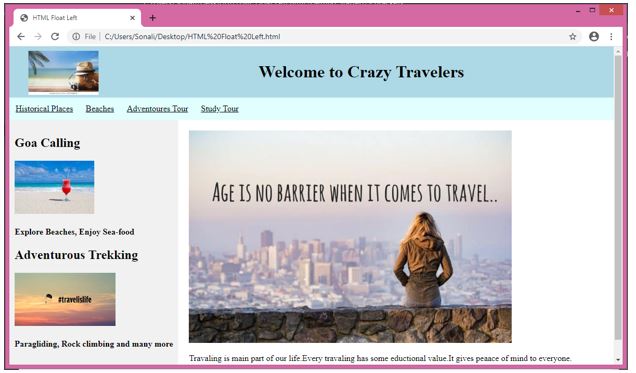 HTML Float Left
File | C:/Users/Sonali/Desktop/HTML%20Float%20Left.html
Welcome to Crazy Travelers
Historical Places Beaches Adventoures Tour Study Tour
Goa Calling
Explore Beaches, Enjoy Sea-food
Adventurous Trekking
#travelislife
Paragliding, Rock climbing and many more
AGE IS NO BARRIER WHEN IT COMES TO TRAVEL..
Travaling is main part of our life.Every travaling has some eductional value.It gives peaace of mind to everyone.